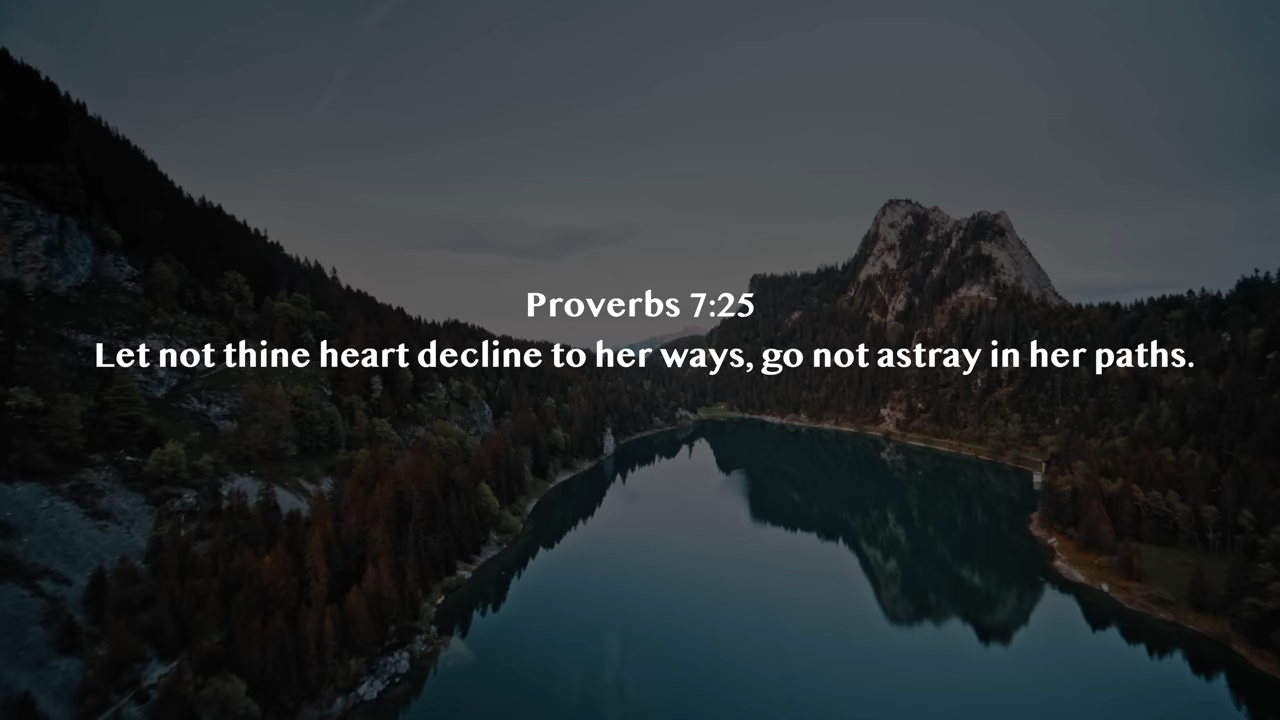 Proverbs 7:25
Let not thine heart decline to her ways, go not astray in her paths.